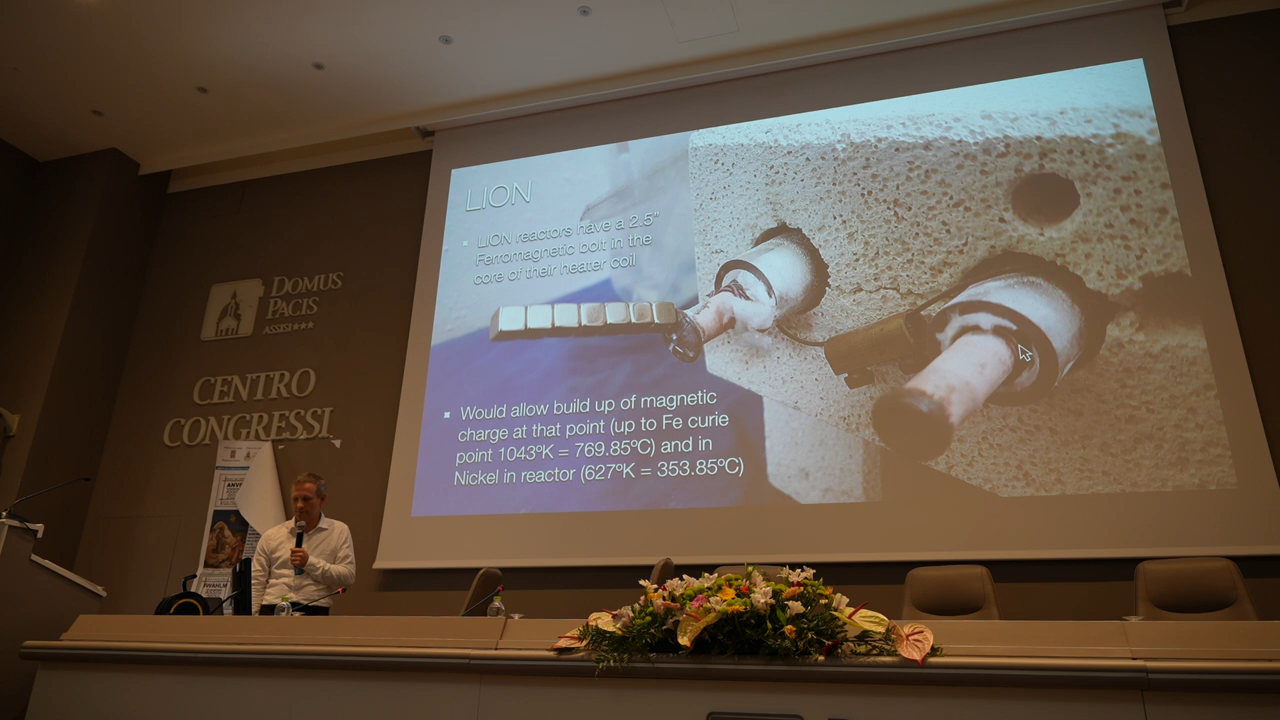 LION
LION reactors have a 2.5"
Ferromagnetic bolt in the
core of their heater coil
Would allow build up of magnetic
charge at that point (up to Fe curie
point 1043ºK = 769.85ºC) and in
Nickel in reactor (627ºK = 353.85ºC)
DOMUS
PACIS
ASSISI★★★
CENTRO
CONGRESSI